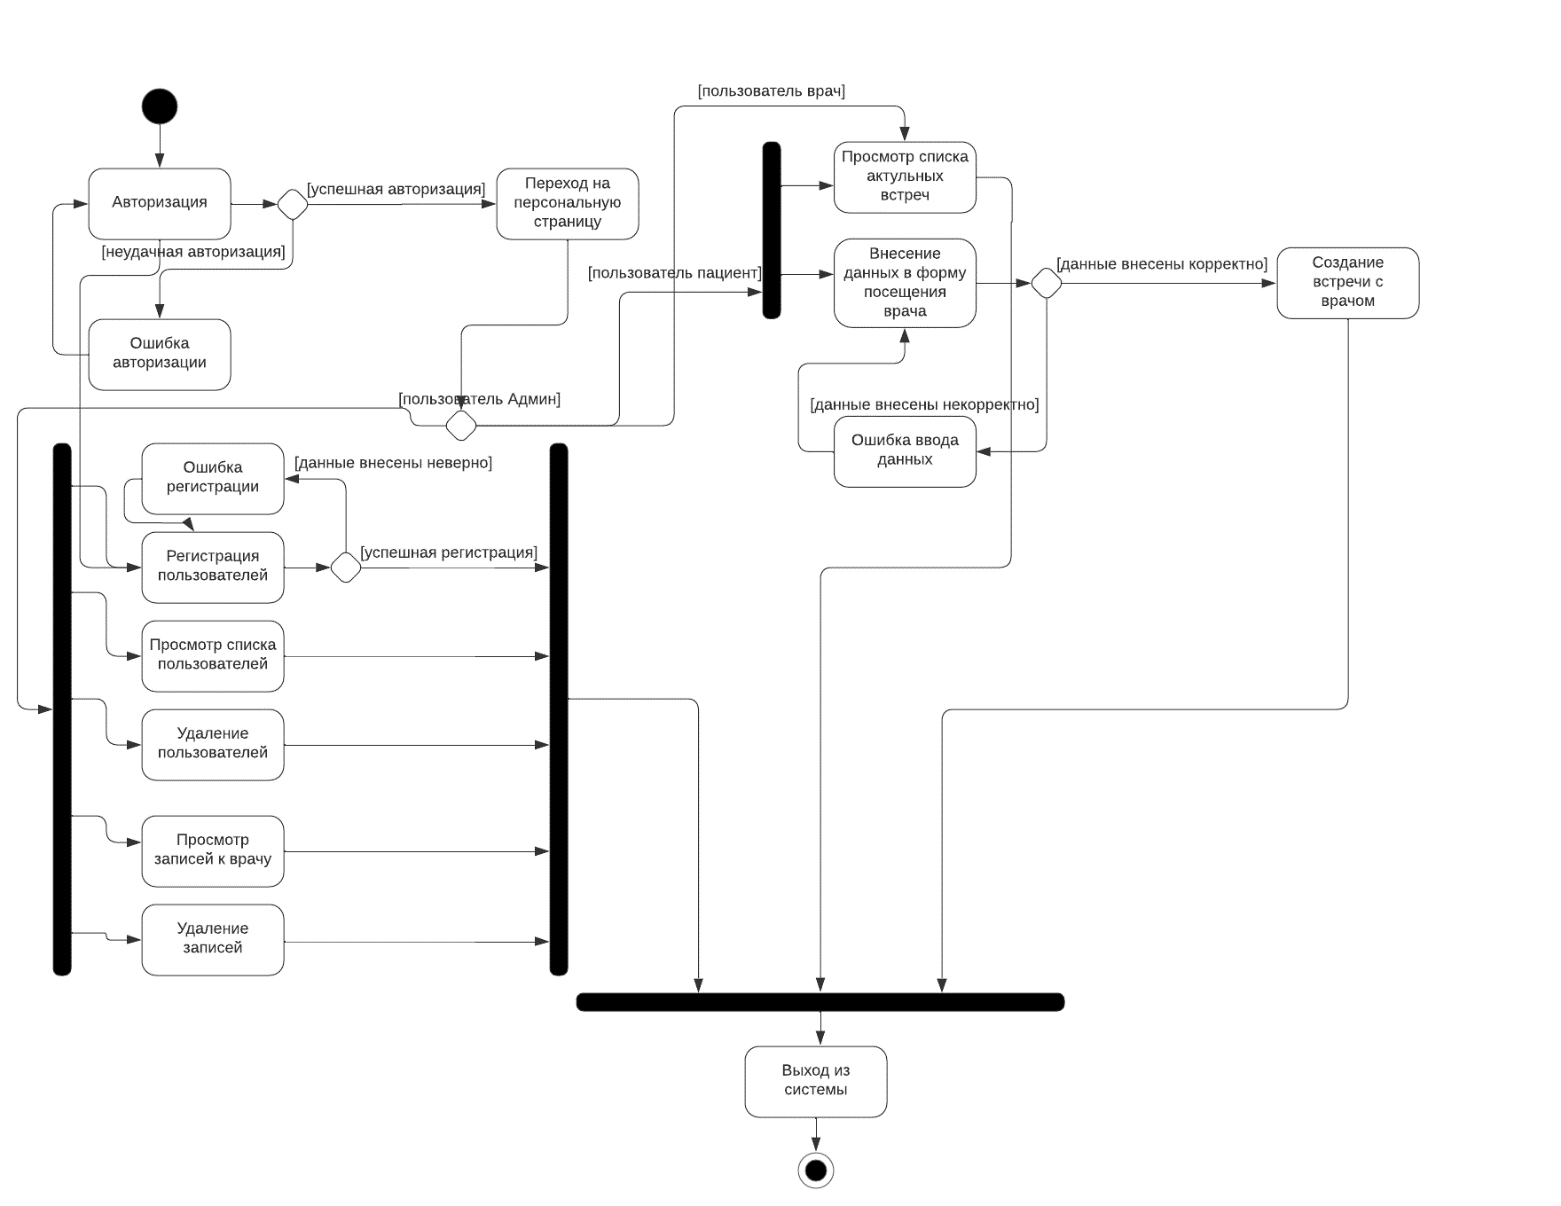 [пользователь врач]
Просмотр списка
актульных
встреч
Авторизация
[успешная авторизация]
Переход на
персональную
страницу
[неудачная авторизация]
[пользователь пациент]
Внесение
данных в форму
посещения
врача
[данные внесены корректно]
Создание
встречи с
врачом
Ошибка
авторизации
[пользователь Админ]
[данные внесены некорректно]
Ошибка ввода
данных
Ошибка
регистрации
[данные внесены неверно]
Регистрация
пользователей
[успешная регистрация]
Просмотр списка
пользователей
Удаление
пользователей
Просмотр
записей к врачу
Удаление
записей
Выход из
системы